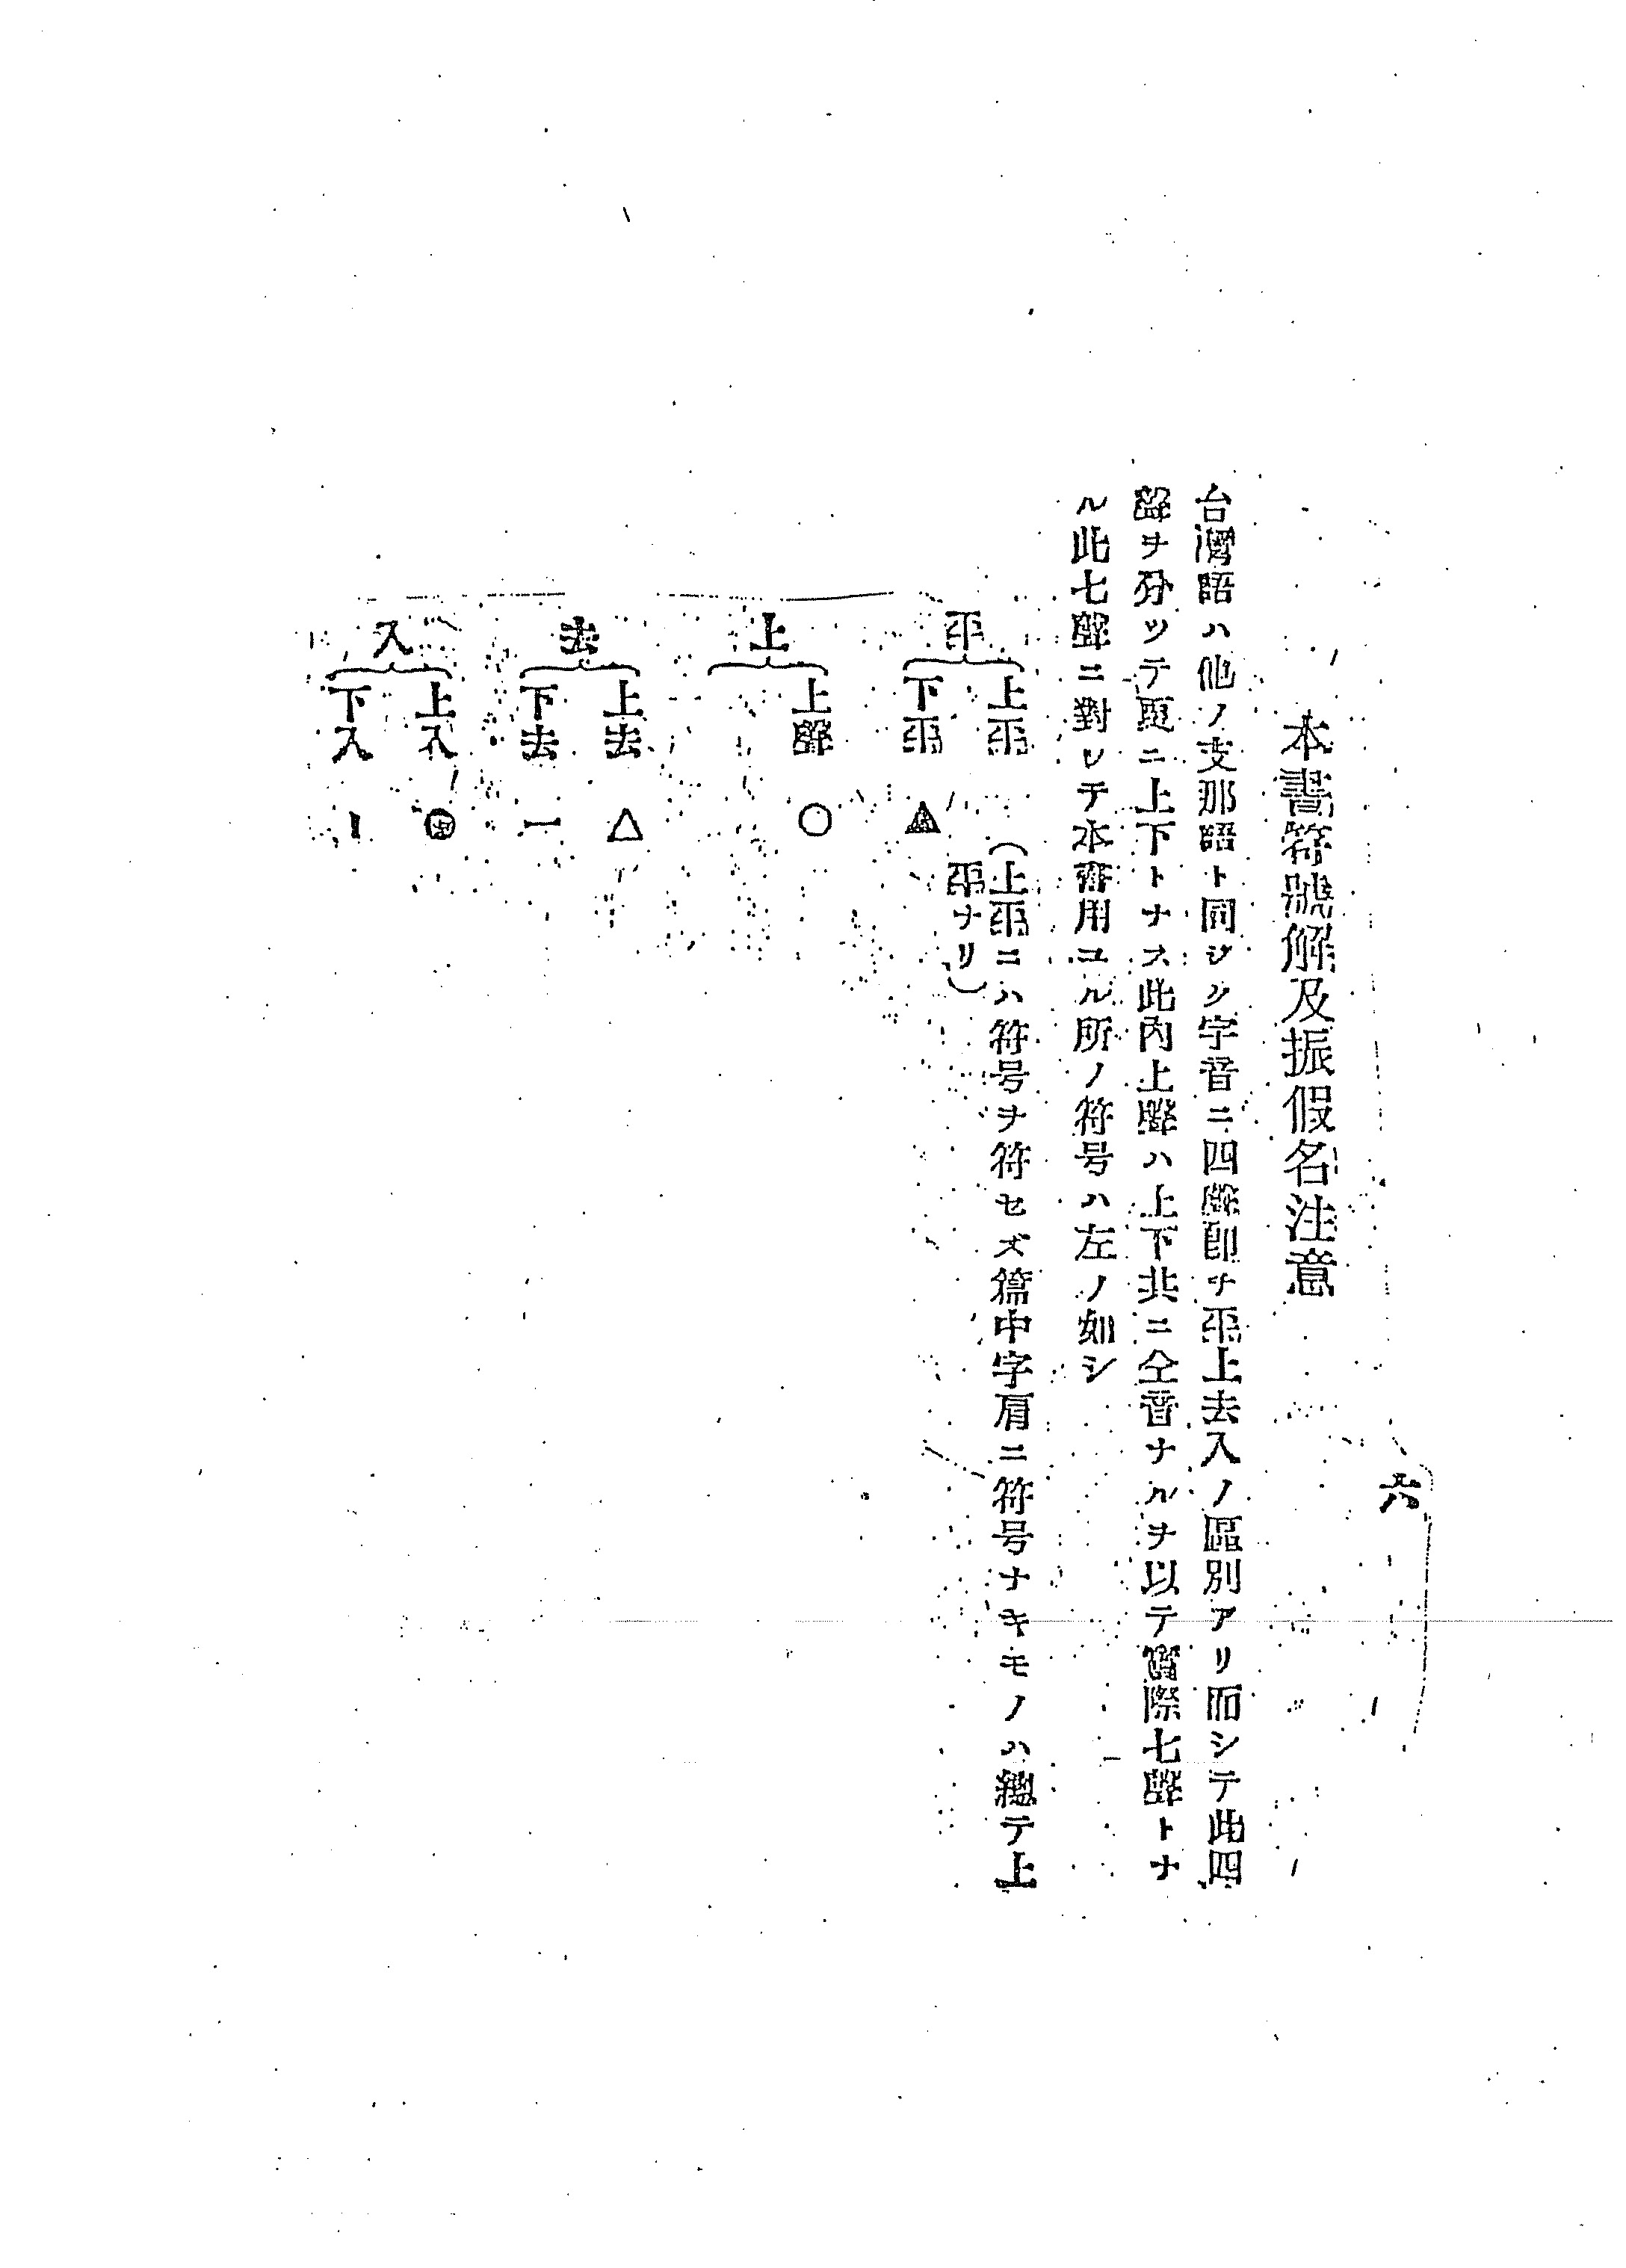 六
本書符號解及振假名注意
台灣語ハ他ノ支那語ト同ジク字音ニ四聲即チ平上去入ノ區別アリ而シテ此四
聲ヲ分ツテ更ニ上下トナス此內上聲ハ上下共ニ仝音ナルヲ以テ實際七聲トナ
ル此七聲ニ對シテ本書用ユル所ノ符号ハ左ノ如シ
平
上平 (上平ニハ符号ヲ符セズ篇中字肩ニ符号ナキモノハ總テ上
平ナリ)
下平 ▲
上
上聲 ○
去
上去 △
下去 一
入
上入 ●
下入 ｜